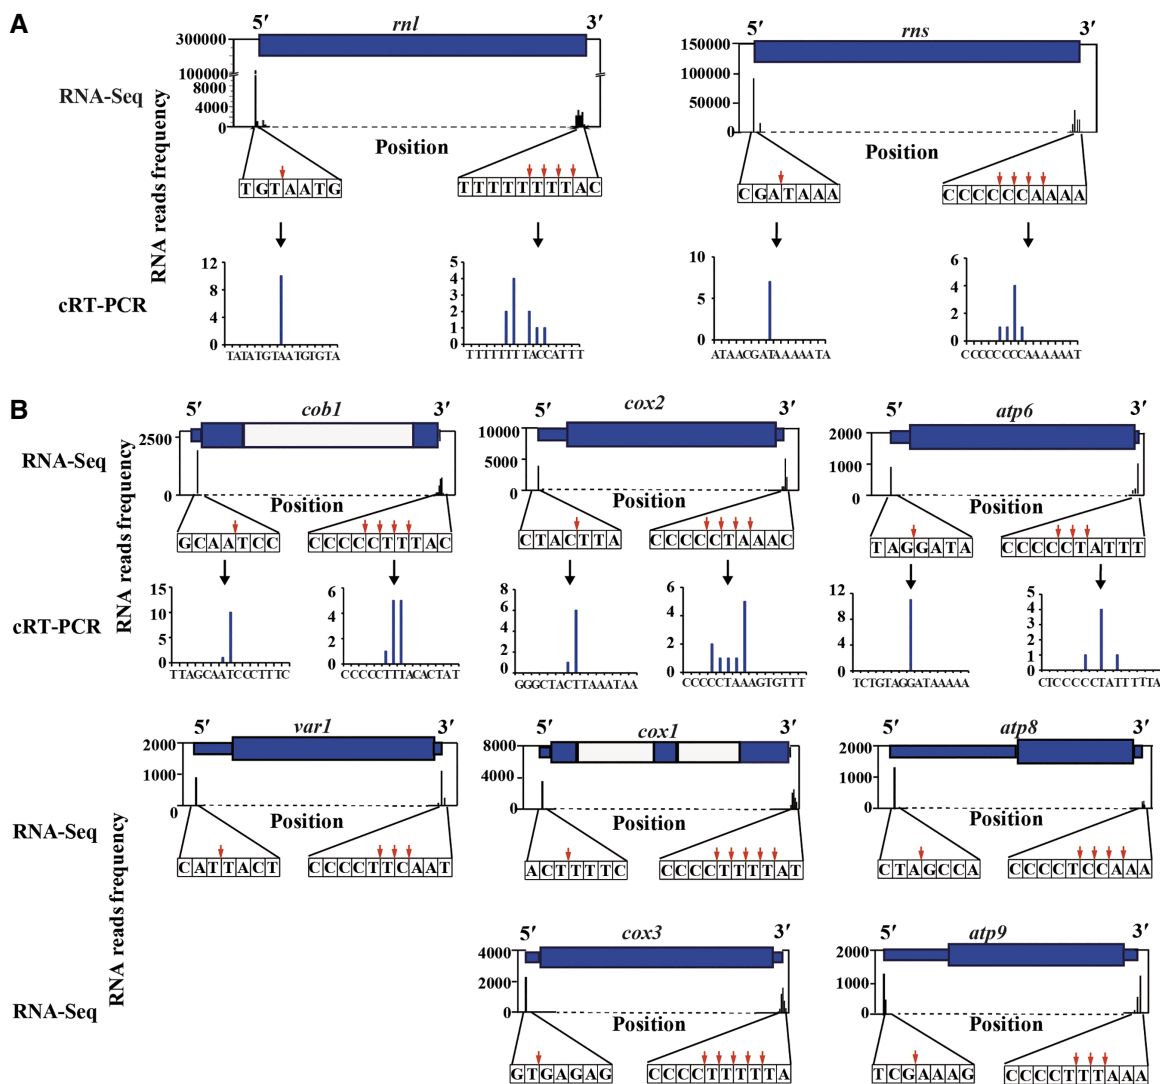 A
5′ rnl 3′
5′ rns 3′
RNA-Seq
RNA reads frequency
300000
100000
8000
4000
0
Position
150000
100000
50000
0
Position
TGTAATG
TTTTTTTTAC
CGATAAA
CCCCCCAAAA
cRT-PCR
12
8
4
0
TATATGTAATGTGTA
5
4
3
2
1
0
TTTTTTTTACCATTT
10
5
0
ATAACGATAAAAATA
6
4
2
0
CCCCCCCCAAAAAAT
B
5′ cob1 3′
5′ cox2 3′
5′ atp6 3′
RNA-Seq
RNA reads frequency
2500
0
Position
10000
5000
0
Position
2000
1000
0
Position
GCAATCC
CCCCCTTTAC
CTACTTA
CCCCCTAAAC
TAGGATA
CCCCCTATTT
cRT-PCR
15
10
5
0
TTAGCAATCCCTTTC
6
4
2
0
CCCCCTTTACACTAT
8
6
4
2
0
GGGCTACTTAAATAA
6
4
2
0
CCCCCTAAAGTGTTT
12
8
4
0
TCTGTAGGATAAAAA
5
4
3
2
1
0
CTCCCCCTATTTTTA
5′ var1 3′
5′ cox1 3′
5′ atp8 3′
RNA-Seq
RNA reads frequency
2000
1000
0
Position
8000
4000
0
Position
2000
1000
0
Position
CATTACT
CCCCTTCAAT
ACTTTTC
CCCCTTTTAT
CTAGCCA
CCCCTCCAAA
5′ cox3 3′
5′ atp9 3′
RNA-Seq
4000
2000
0
Position
2000
1000
0
Position
GTGAGAG
CCCCTTTTTA
TCGAAAG
CCCCTTTAAA